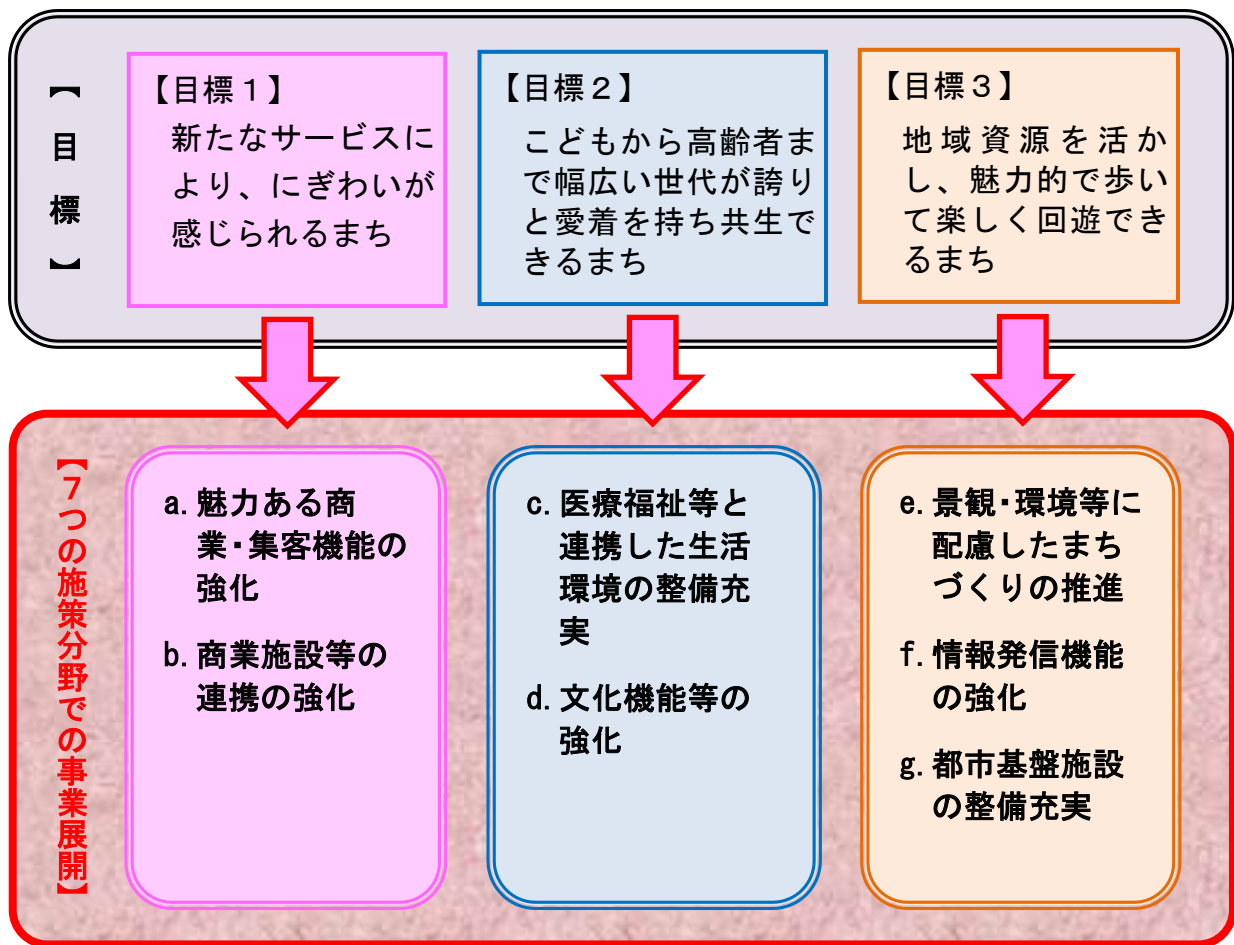 【目標】
【目標１】
新たなサービスに
より、にぎわいが
感じられるまち
【目標２】
こどもから高齢者ま
で幅広い世代が誇り
と愛着を持ち共生で
きるまち
【目標３】
地域資源を活か
し、魅力的で歩い
て楽しく回遊でき
るまち
【７つの施策分野での事業展開】
a. 魅力ある商
業・集客機能の
強化
b. 商業施設等の
連携の強化
c. 医療福祉等と
連携した生活
環境の整備充
実
d. 文化機能等の
強化
e. 景観・環境等に
配慮したまち
づくりの推進
f. 情報発信機能
の強化
g. 都市基盤施設
の整備充実